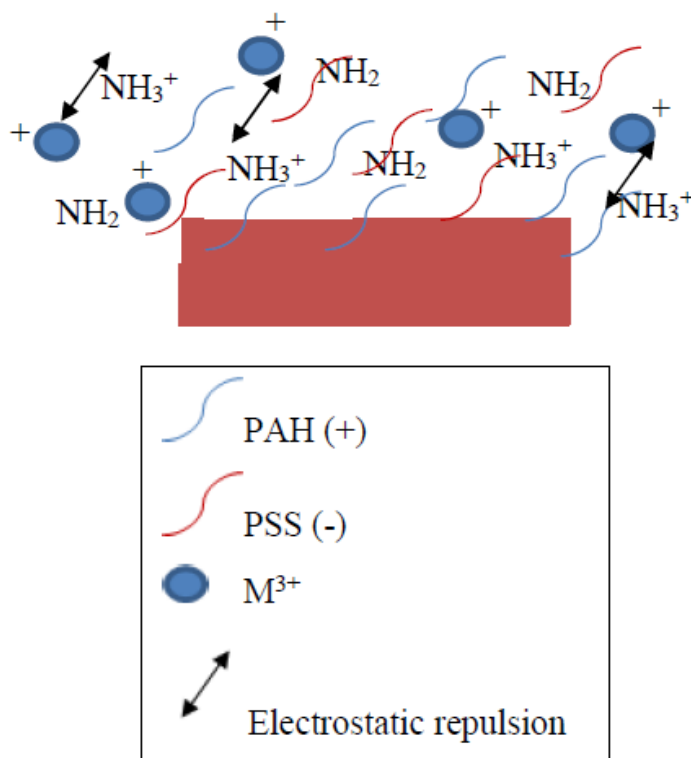 +
+
NH₃⁺
NH₂
NH₂
+
+
+
NH₃⁺
NH₂
NH₃⁺
NH₂
NH₃⁺
PAH (+)
PSS (-)
M³⁺
Electrostatic repulsion